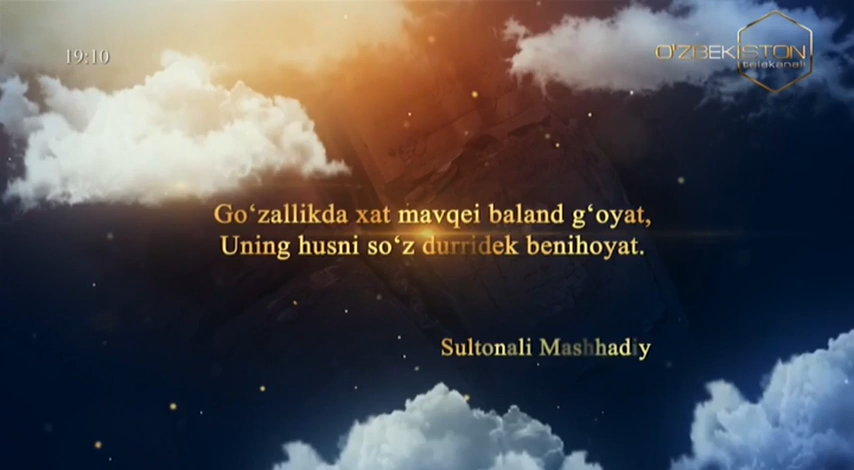 19:10
O'ZBEKISTON
telekanali
Go‘zallikda xat mavqei baland g‘oyat,
Uning husni so‘z durridek benihoyat.
Sultonali Mashhadiy